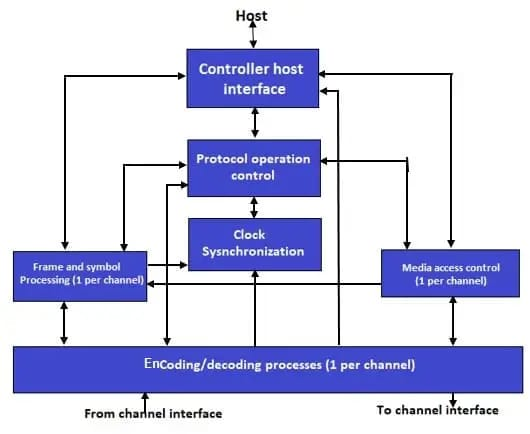 Host
Controller host
interface
Protocol operation
control
Clock
Sysnchronization
Frame and symbol
Processing (1 per channel)
Media access control
(1 per channel)
EnCoding/decoding processes (1 per channel)
From channel interface
To channel interface